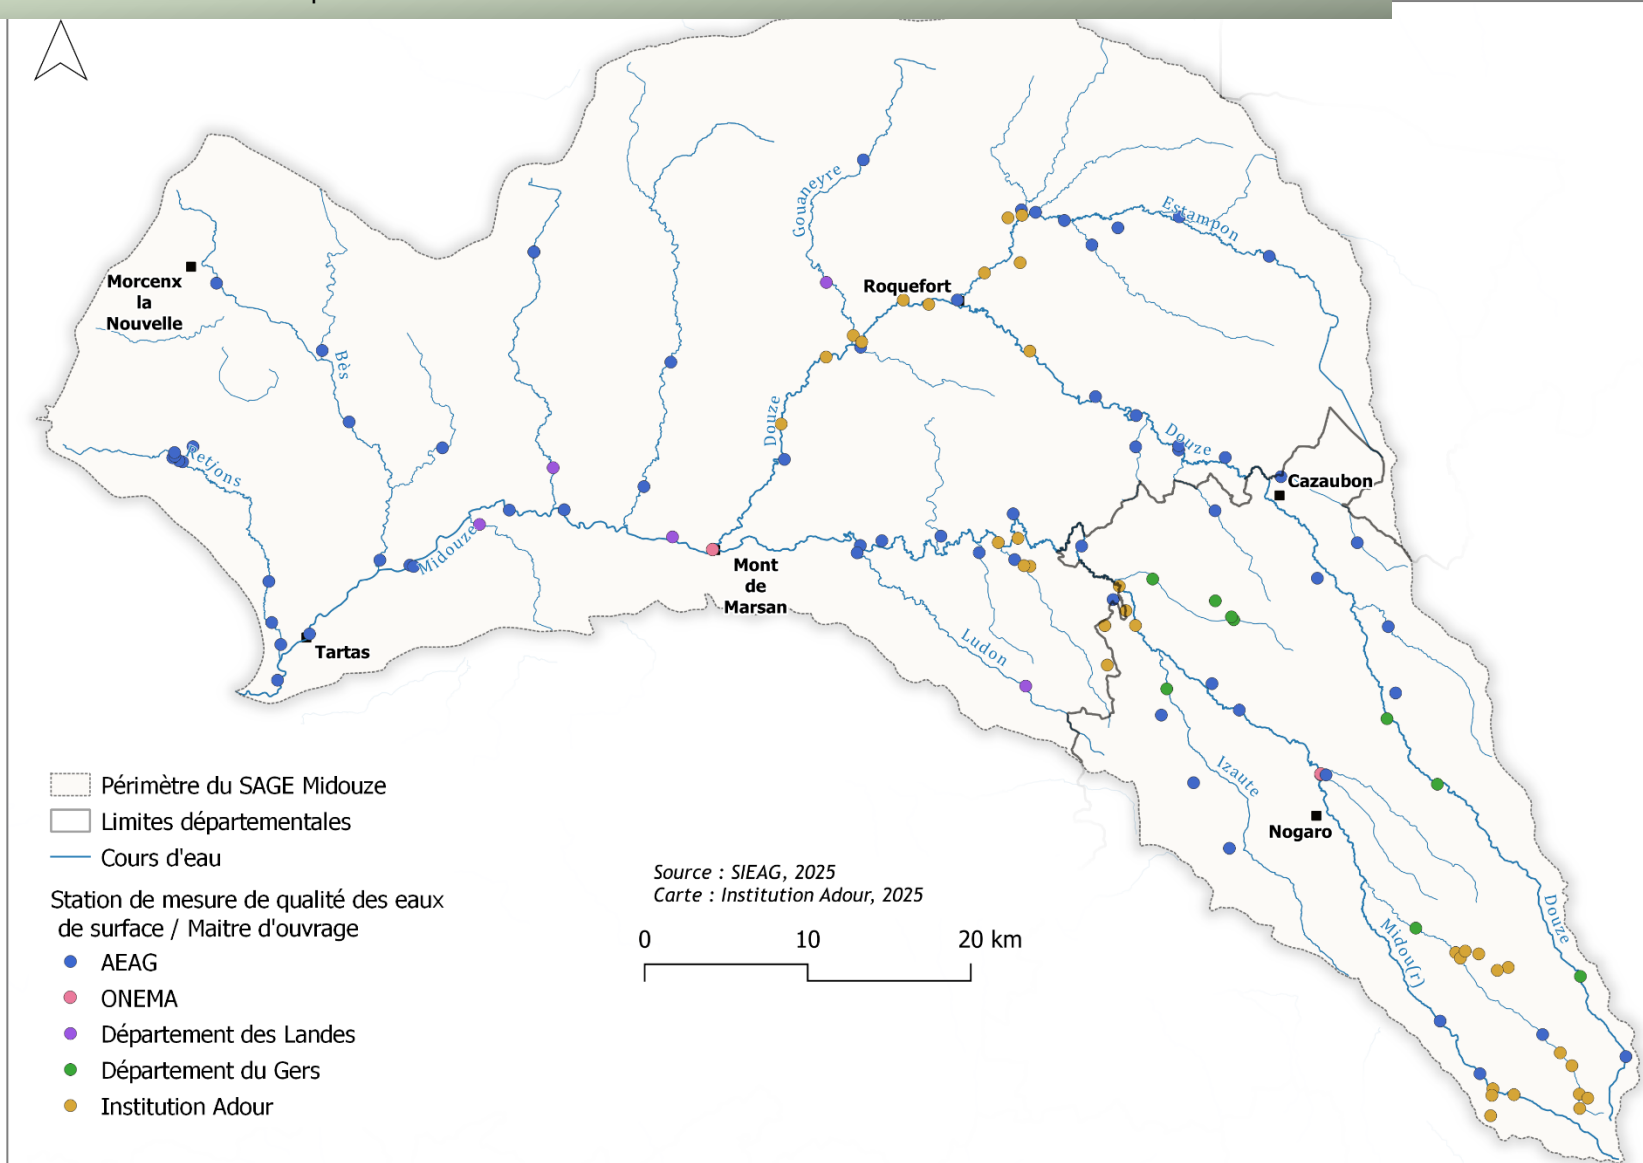 Gouaneyre
Estampon
Morcenx
la
Nouvelle
Roquefort
Bès
Douze
Douze
Retjons
Cazaubon
Midouze
Mont
de
Marsan
Tartas
Ludon
Izaute
Nogaro
Midou(r)
Douze
Périmètre du SAGE Midouze
Limites départementales
Cours d'eau
Station de mesure de qualité des eaux
de surface / Maitre d'ouvrage
AEAG
ONEMA
Département des Landes
Département du Gers
Institution Adour
Source : SIEAG, 2025
Carte : Institution Adour, 2025
0 10 20 km